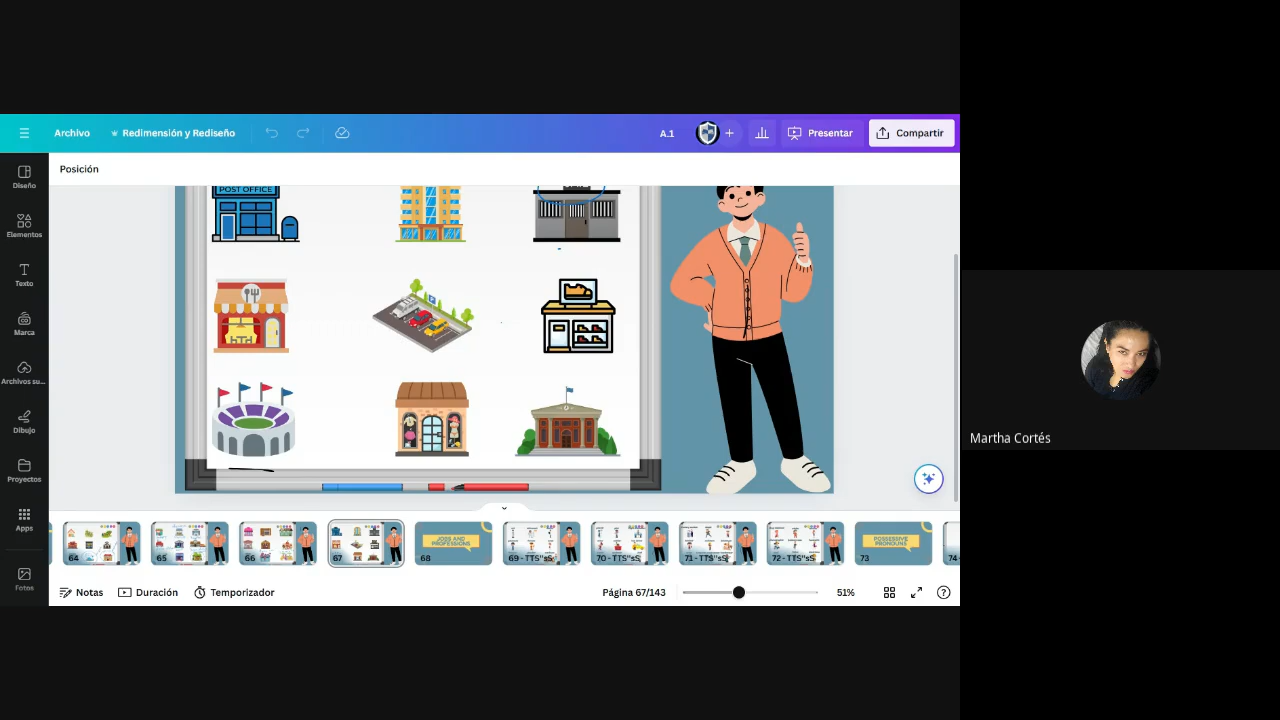 Archivo
Redimensión y Rediseño
A.1
Presentar
Compartir
Posición
Diseño
Elementos
Texto
Marca
Archivos su...
Dibujo
Proyectos
Apps
Fotos
POST OFFICE
P
Martha Cortés
64
65
66
67
68
JOBS AND
PROFESSIONS
69 - TTS"sS
70 - TTS"sS
71 - TTS"sS
72 - TTS"sS
73
POSSESSIVE
PRONOUNS
74
Notas
Duración
Temporizador
Página 67/143
51%